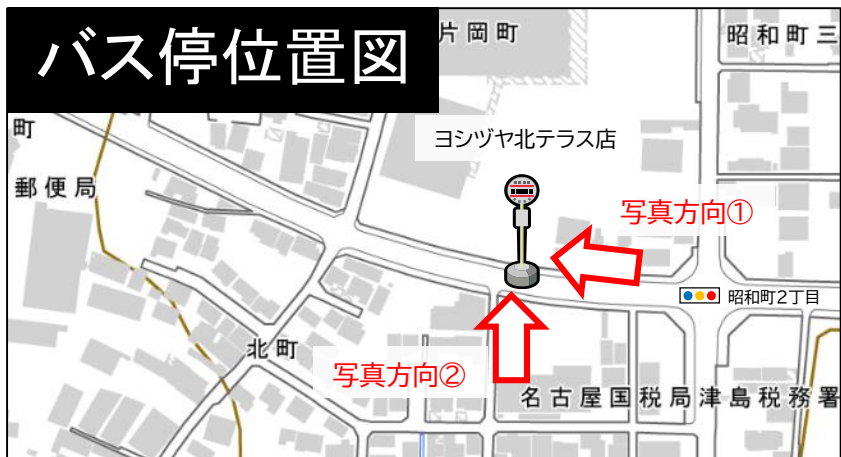 バス停位置図
片岡町
昭和町三
町
ヨシヅヤ北テラス店
郵便局
写真方向①
昭和町2丁目
北町
写真方向②
名古屋国税局津島税務署